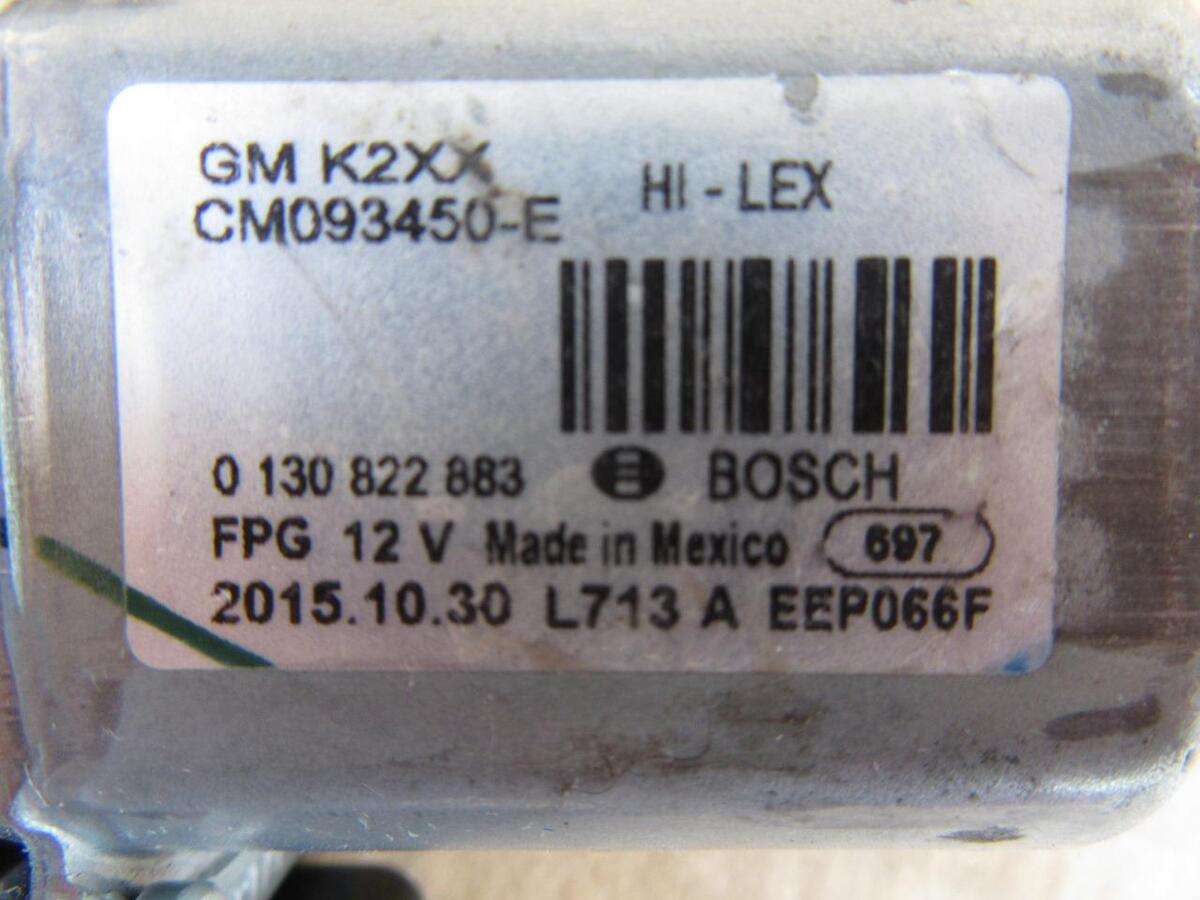 GM K2XX
CM093450-E
HI - LEX
0 130 822 883 BOSCH
FPG 12 V Made in Mexico 697
2015.10.30 L713 A EEP066F